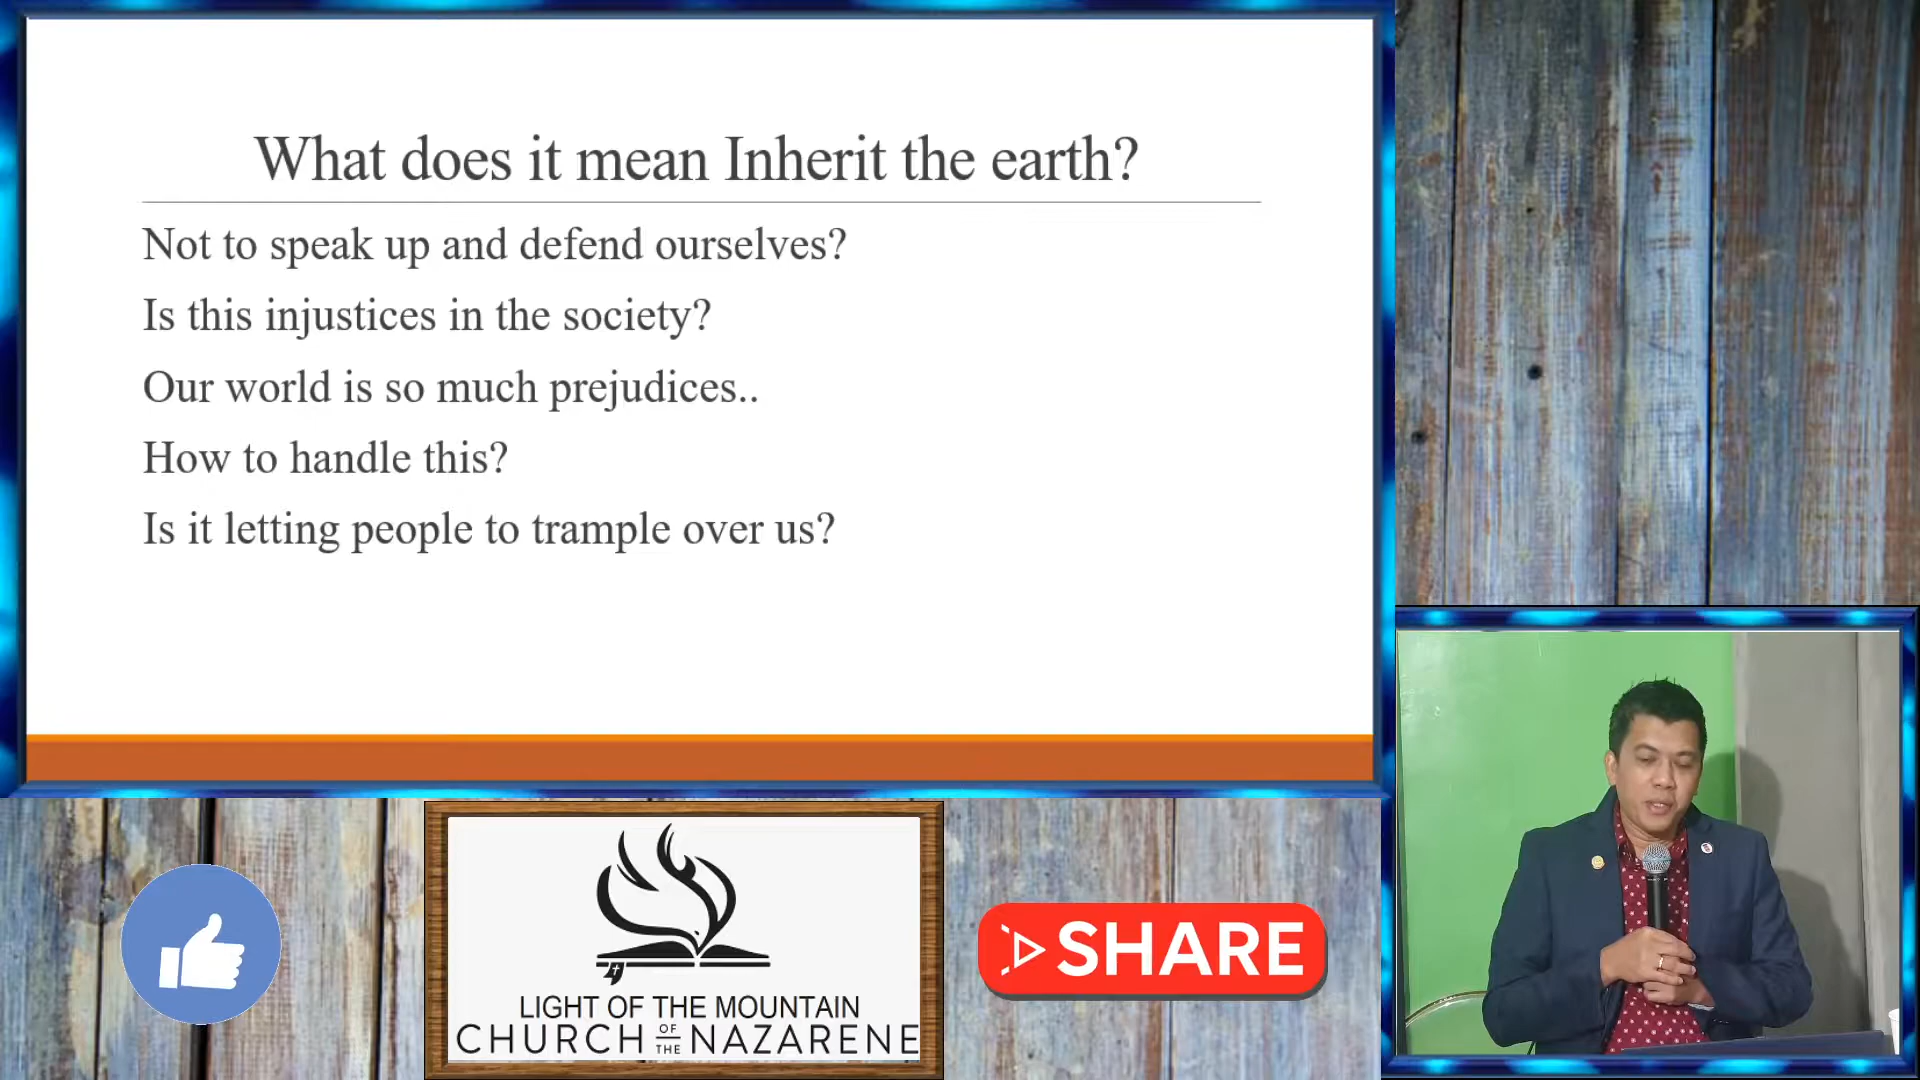 What does it mean Inherit the earth?
Not to speak up and defend ourselves?
Is this injustices in the society?
Our world is so much prejudices..
How to handle this?
Is it letting people to trample over us?
LIGHT OF THE MOUNTAIN
CHURCH OF THE NAZARENE
SHARE